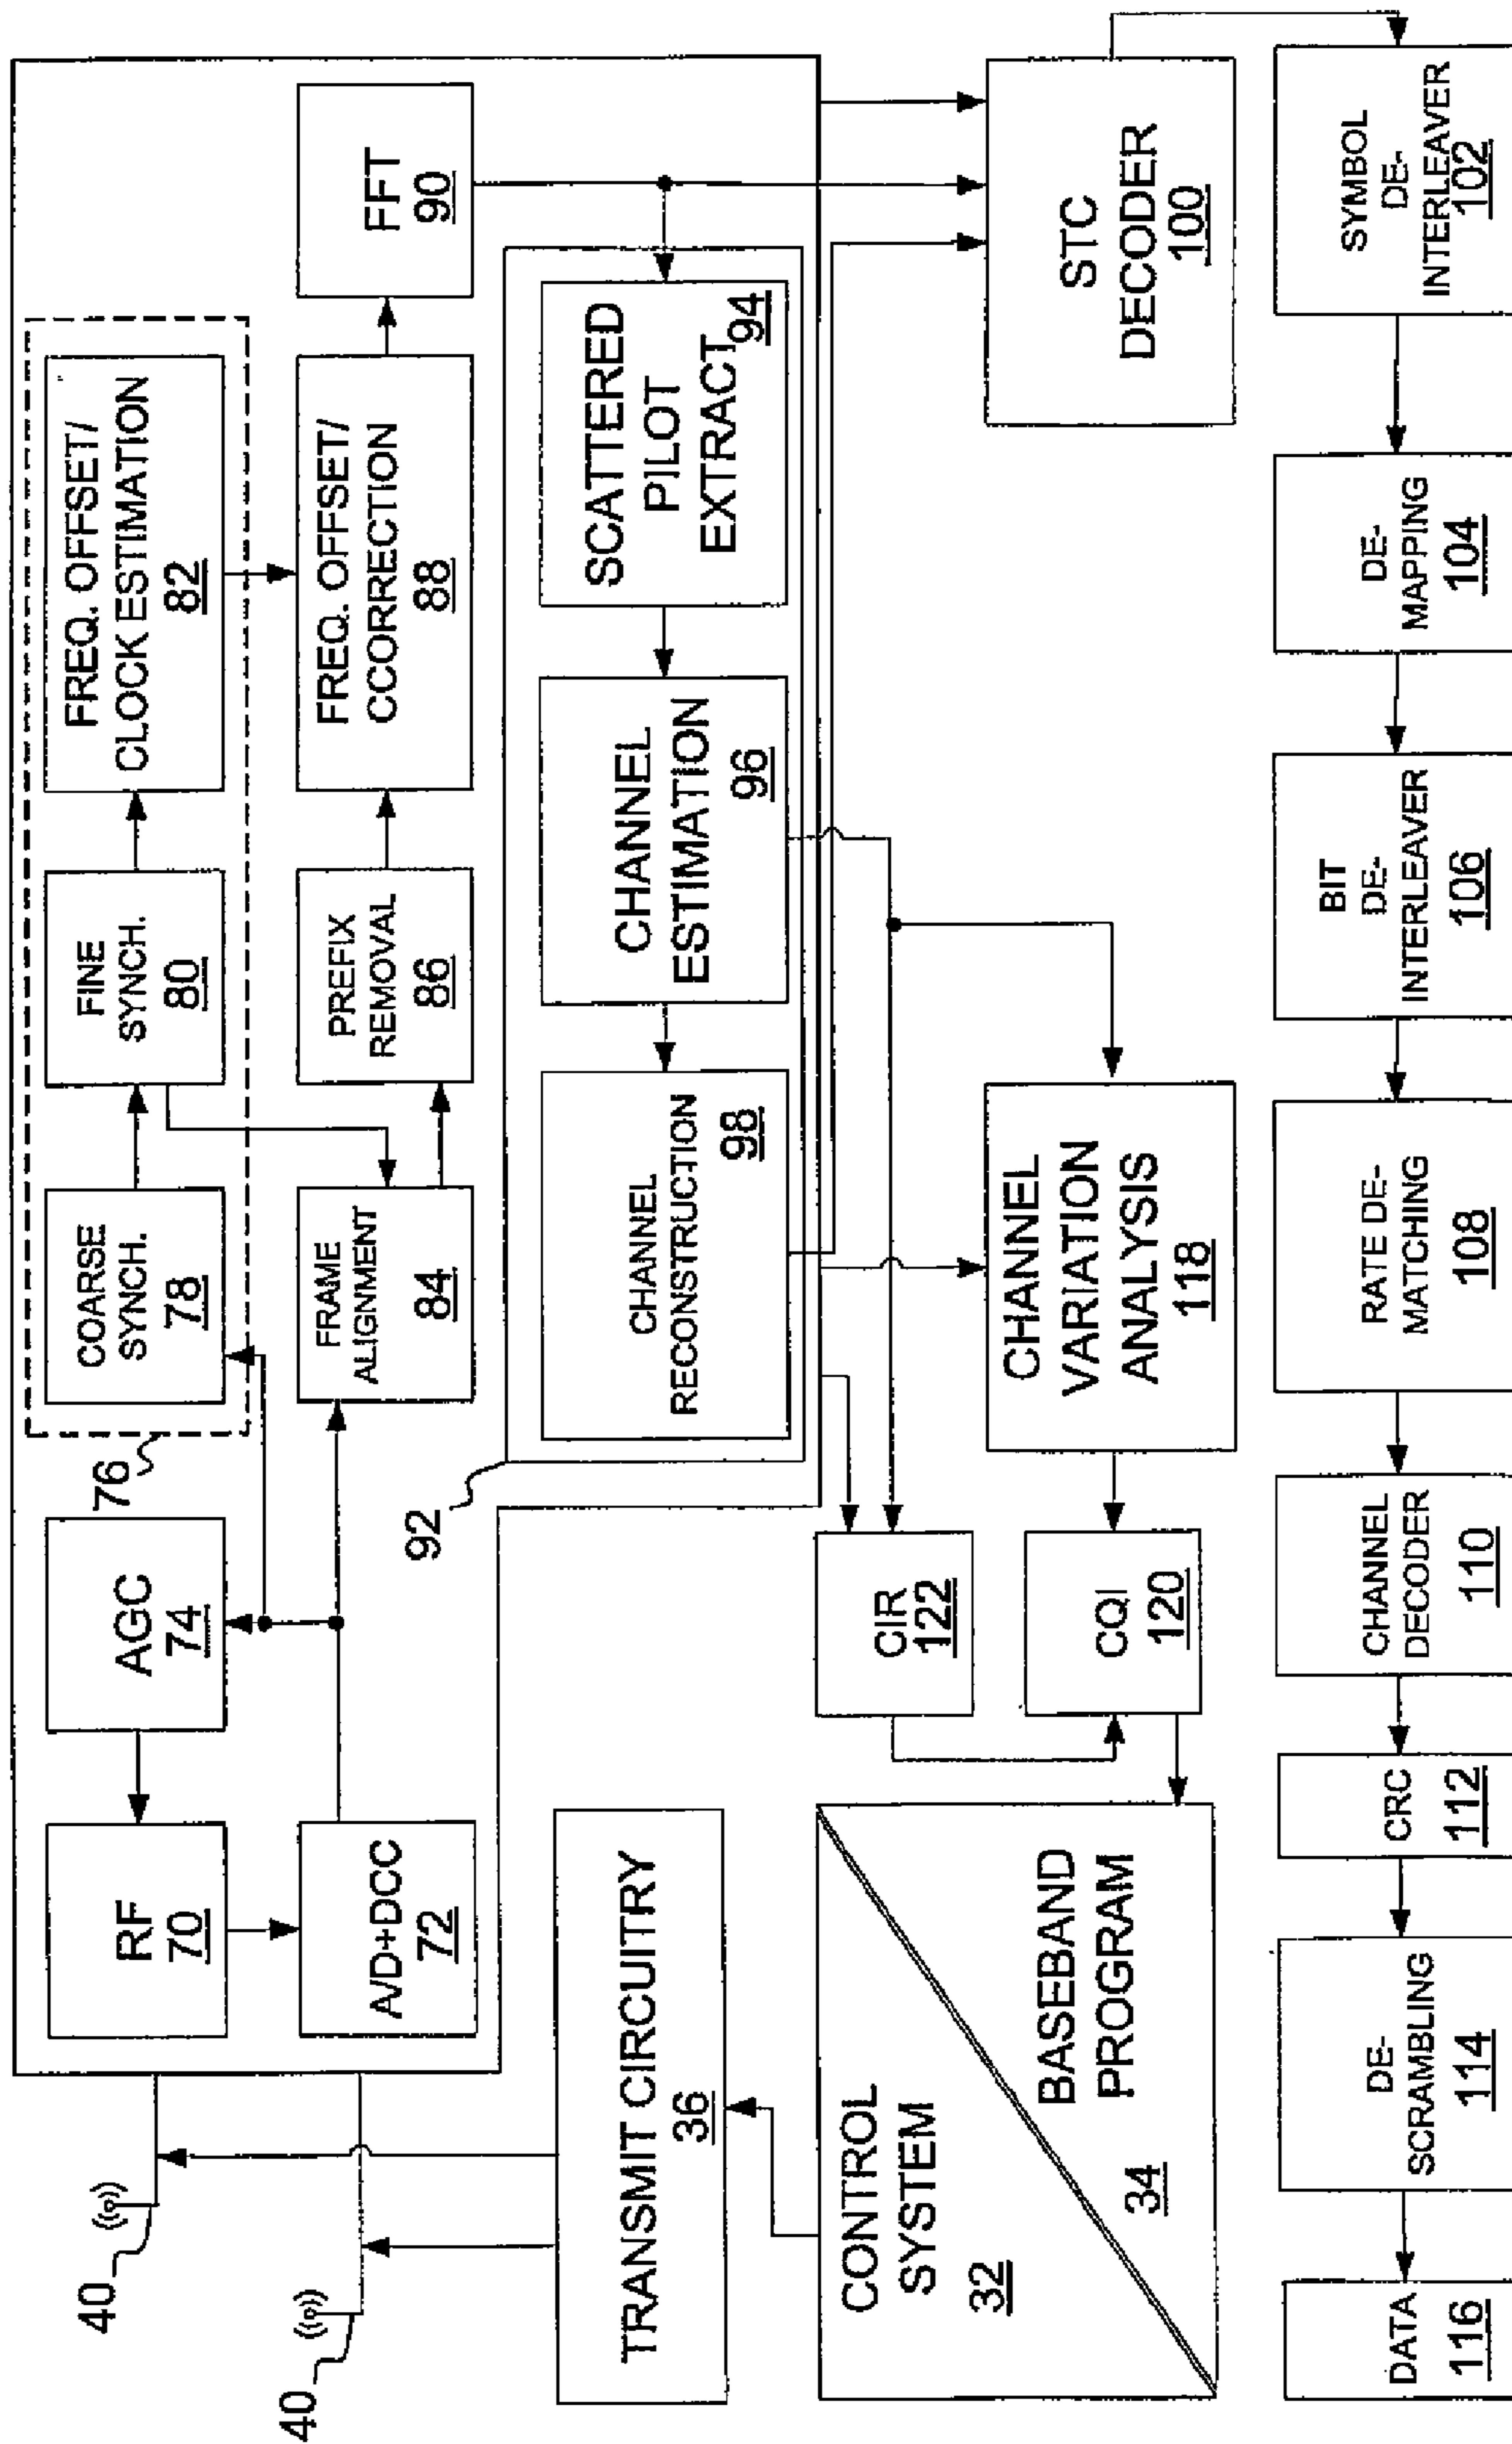 40
40
RF
70
A/D+DCC
72
AGC
74
76
COARSE
SYNCH.
78
FINE
SYNCH.
80
FREQ. OFFSET/
CLOCK ESTIMATION
82
FRAME
ALIGNMENT
84
PREFIX
REMOVAL
86
FREQ. OFFSET/
CCORRECTION
88
FFT
90
92
CHANNEL
RECONSTRUCTION
98
CHANNEL
ESTIMATION
96
SCATTERED
PILOT
EXTRACT
94
TRANSMIT CIRCUITRY
36
CONTROL
SYSTEM
32
BASEBAND
PROGRAM
34
CIR
122
CQI
120
CHANNEL
VARIATION
ANALYSIS
118
STC
DECODER
100
DATA
116
DE-
SCRAMBLING
114
CRC
112
CHANNEL
DECODER
110
RATE DE-
MATCHING
108
BIT
DE-
INTERLEAVER
106
DE-
MAPPING
104
SYMBOL
DE-
INTERLEAVER
102